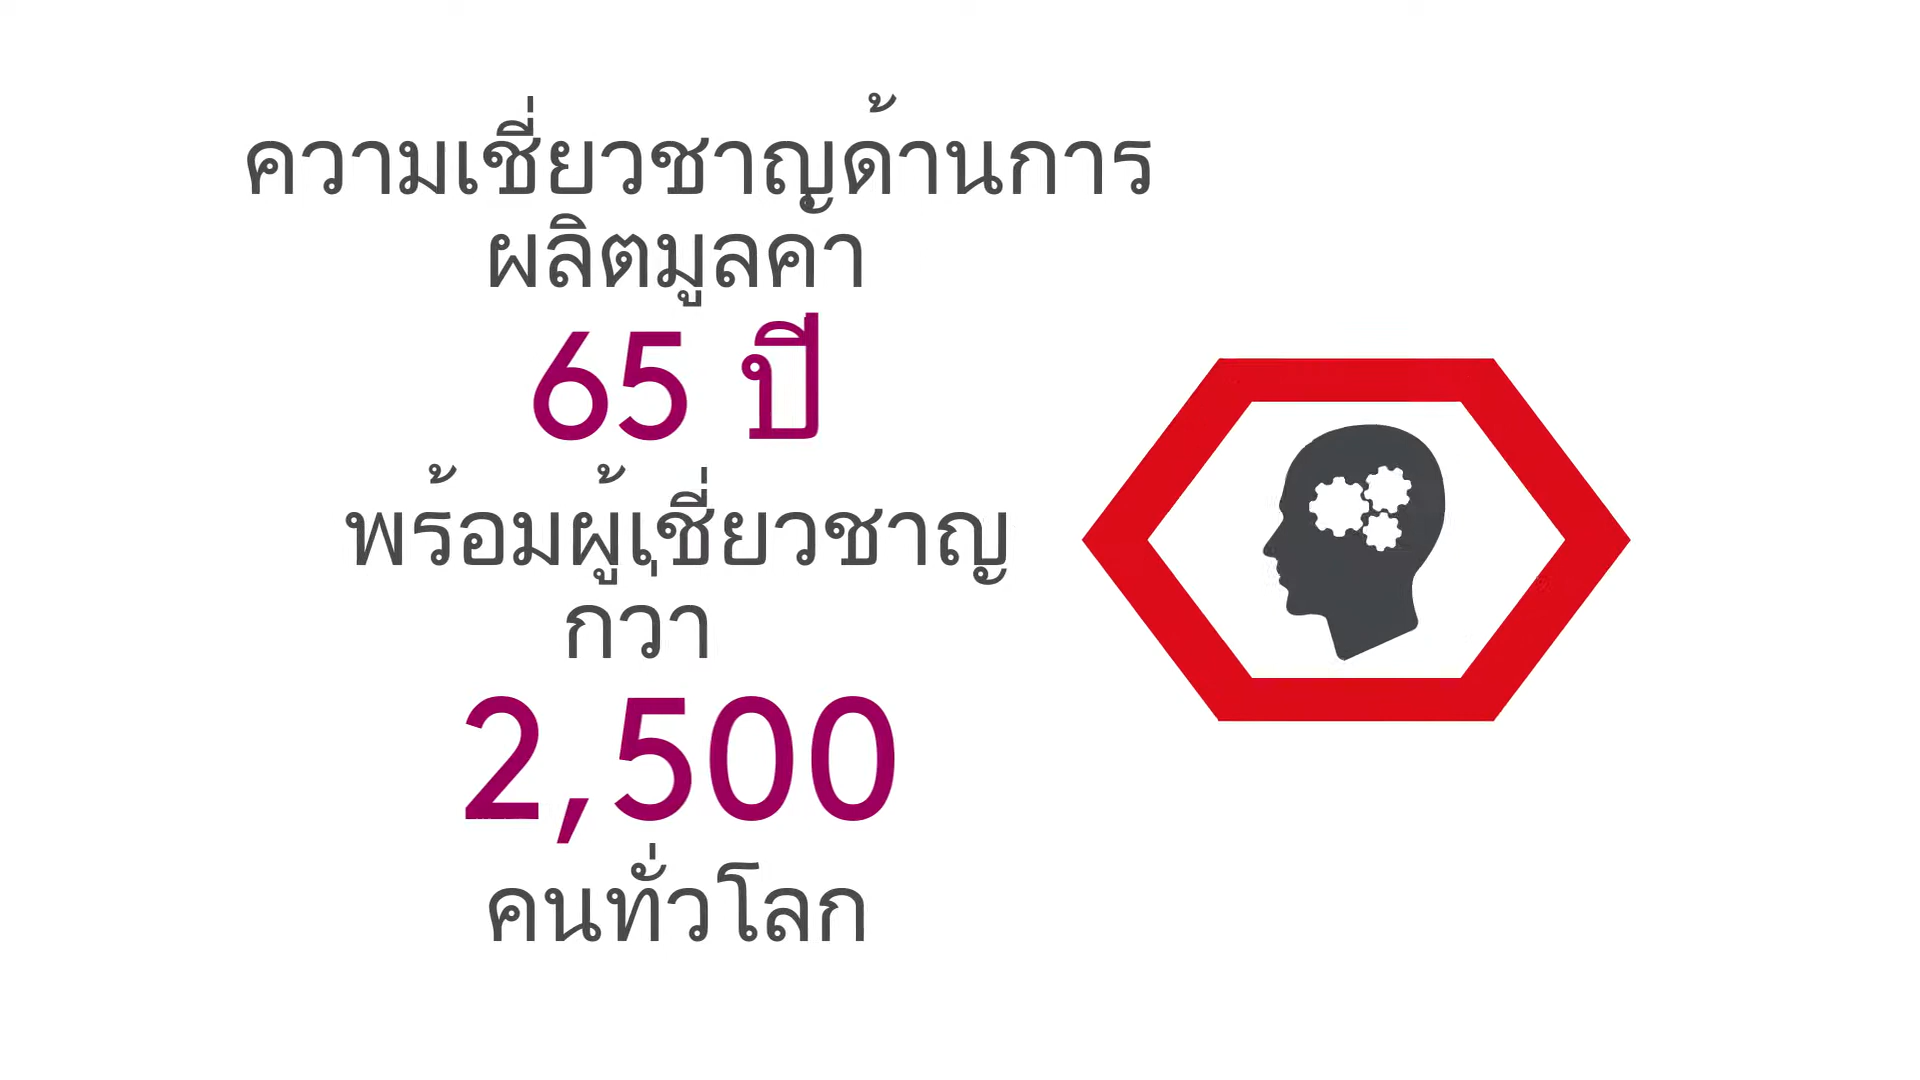 ความเชี่ยวชาญด้านการ
ผลิตมูลค่า
65 ปี
พร้อมผู้เชี่ยวชาญ
กว่า
2,500
คนทั่วโลก